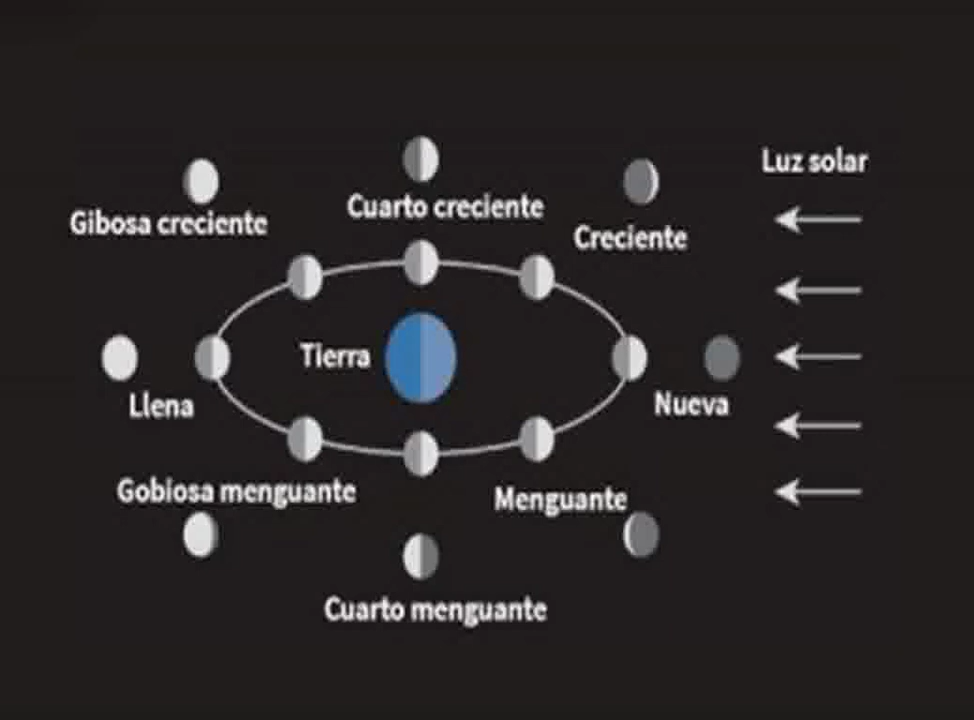 Luz solar
Gibosa creciente
Cuarto creciente
Creciente
Tierra
Llena
Nueva
Gobiosa menguante
Menguante
Cuarto menguante